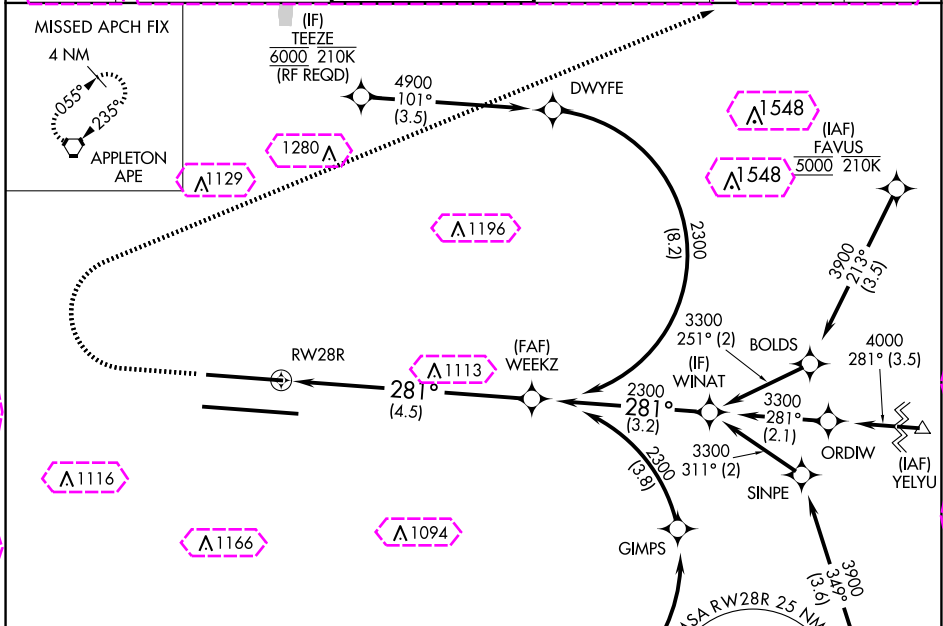 MISSED APCH FIX
4 NM
055°
235°
APPLETON
APE
(IF)
TEEZE
6000 210K
(RF REQD)
4900
101°
(3.5)
DWYFE
1548
(IAF)
FAVUS
5000 210K
1548
1280
1129
1196
2300
(8.2)
3900
213°
(3.5)
3300
251° (2)
BOLDS
4000
281° (3.5)
RW28R
(FAF)
WEEKZ
1113
(IF)
WINAT
281°
(4.5)
2300
281°
(3.2)
3300
281°
(2.1)
ORDIW
(IAF)
YELYU
3300
311° (2)
SINPE
2300
(3.8)
GIMPS
1116
1166
1094
3900
349°
(3.6)
SA RW28R 25 NM